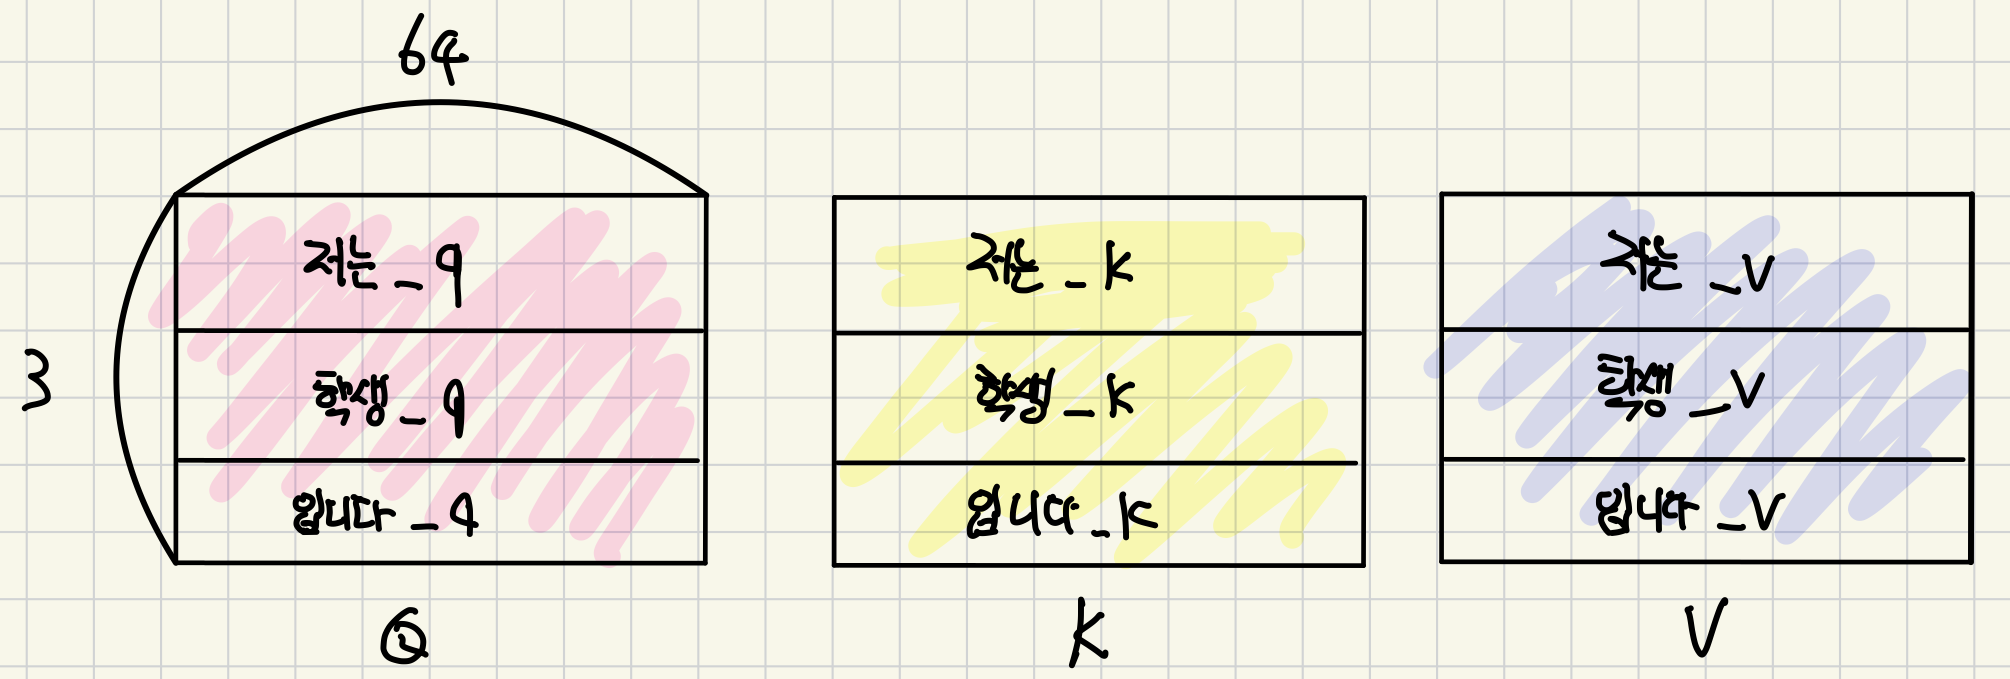 64
3
저는_q
학생_q
입니다_q
Q
저는_k
학생_k
입니다_k
K
저는_V
학생_V
입니다_V
V